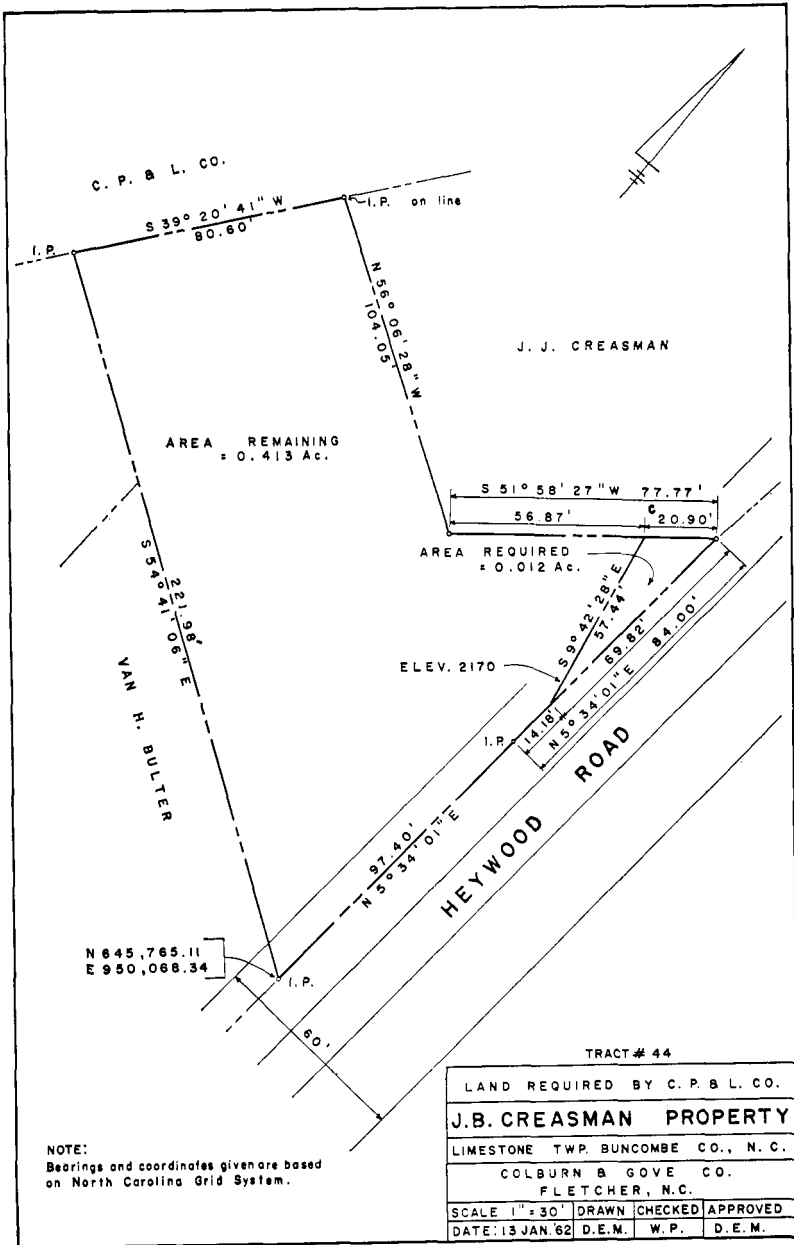 C. P. & L. CO.
S 39° 20' 41" W
80.60'
I. P.
I. P. on line
N 56° 06' 28" W
104.05'
J. J. CREASMAN
AREA REMAINING
= 0.413 Ac.
S 51° 58' 27" W 77.77'
56.87'
C
20.90'
AREA REQUIRED
= 0.012 Ac.
S 9° 42' 28" E
57.44'
69.82'
N 5° 34' 01" E 84.00'
14.18'
ELEV. 2170
I. P.
221.98'
S 54° 41' 06" E
VAN H. BULTER
97.40'
N 5° 34' 01" E
HEYWOOD ROAD
N 645,765.11
E 950,068.34
I. P.
60'
TRACT # 44
LAND REQUIRED BY C. P. & L. CO.
J.B. CREASMAN PROPERTY
LIMESTONE TWP. BUNCOMBE CO., N. C.
COLBURN & GOVE CO.
FLETCHER, N.C.
SCALE 1" = 30' DRAWN CHECKED APPROVED
DATE: 13 JAN. '62 D.E.M. W. P. D.E.M.
NOTE:
Bearings and coordinates given are based
on North Carolina Grid System.